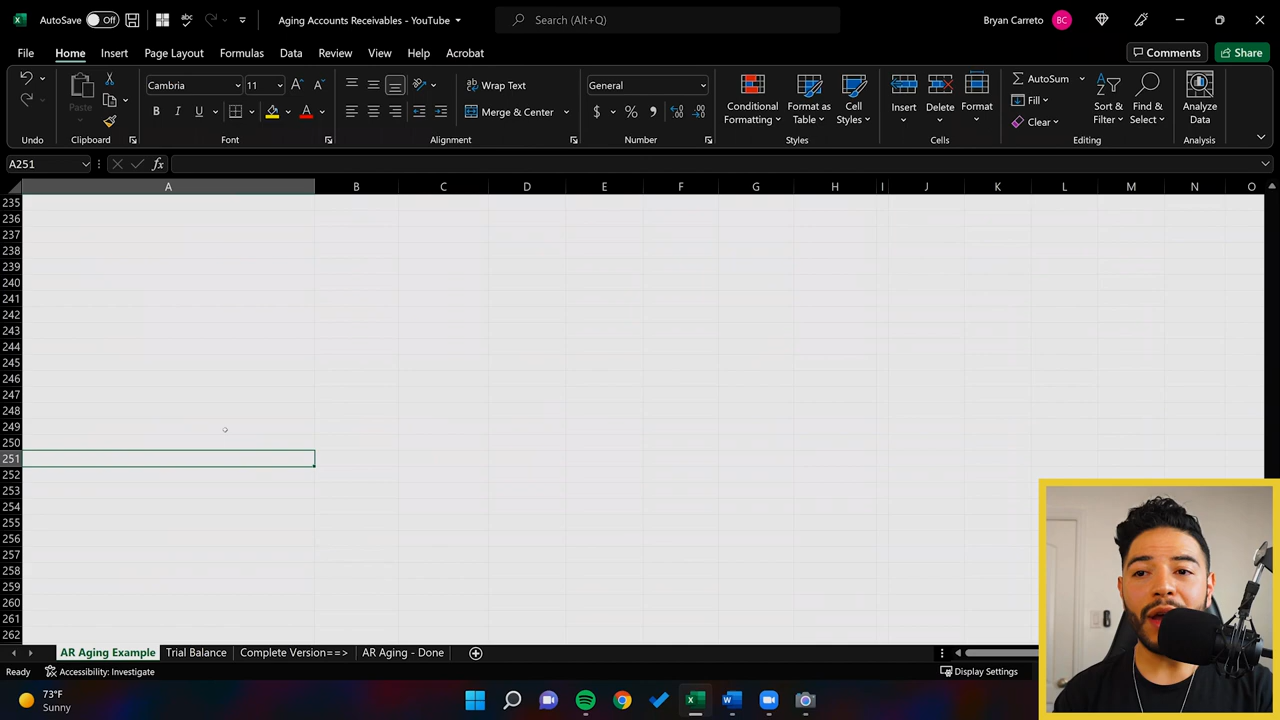 AutoSave Off Aging Accounts Receivables - YouTube Search (Alt+Q) Bryan Carreto BC
File Home Insert Page Layout Formulas Data Review View Help Acrobat Comments Share
Cambria 11 Wrap Text General AutoSum
Paste B I U Merge & Center $ % Conditional Formatting Format as Table Cell Styles Insert Delete Format Fill Clear Sort & Filter Find & Select Analyze Data
Undo Clipboard Font Alignment Number Styles Cells Editing Analysis
A251 fx
A B C D E F G H I J K L M N O
235
236
237
238
239
240
241
242
243
244
245
246
247
248
249
250
251
252
253
254
255
256
257
258
259
260
261
262
AR Aging Example Trial Balance Complete Version==> AR Aging - Done
Ready Accessibility: Investigate Display Settings
73°F
Sunny